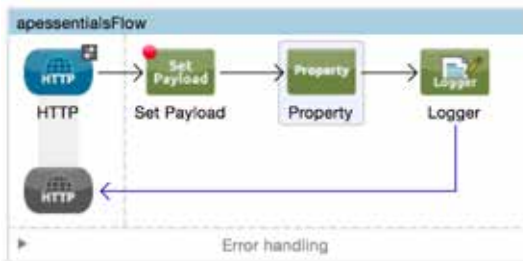 apessentialsFlow
HTTP
Set
Payload
Property
Logger
HTTP
Set Payload
Property
Logger
HTTP
Error handling